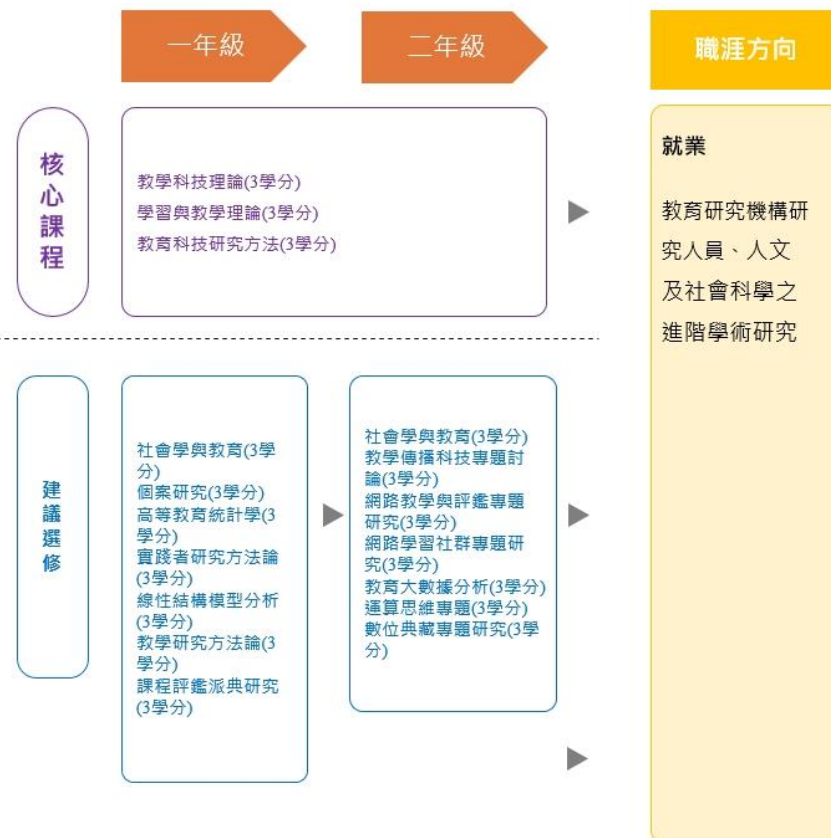 一年級
二年級
職涯方向
核
心
課
程
教學科技理論(3學分)
學習與教學理論(3學分)
教育科技研究方法(3學分)
就業
教育研究機構研
究人員、人文
及社會科學之
進階學術研究
建
議
選
修
社會學與教育(3學
分)
個案研究(3學分)
高等教育統計學(3
學分)
實踐者研究方法論
(3學分)
線性結構模型分析
(3學分)
教學研究方法論(3
學分)
課程評鑑派典研究
(3學分)
社會學與教育(3學分)
教學傳播科技專題討
論(3學分)
網路教學與評鑑專題
研究(3學分)
網路學習社群專題研
究(3學分)
教育大數據分析(3學分)
運算思維專題(3學分)
數位典藏專題研究(3學
分)